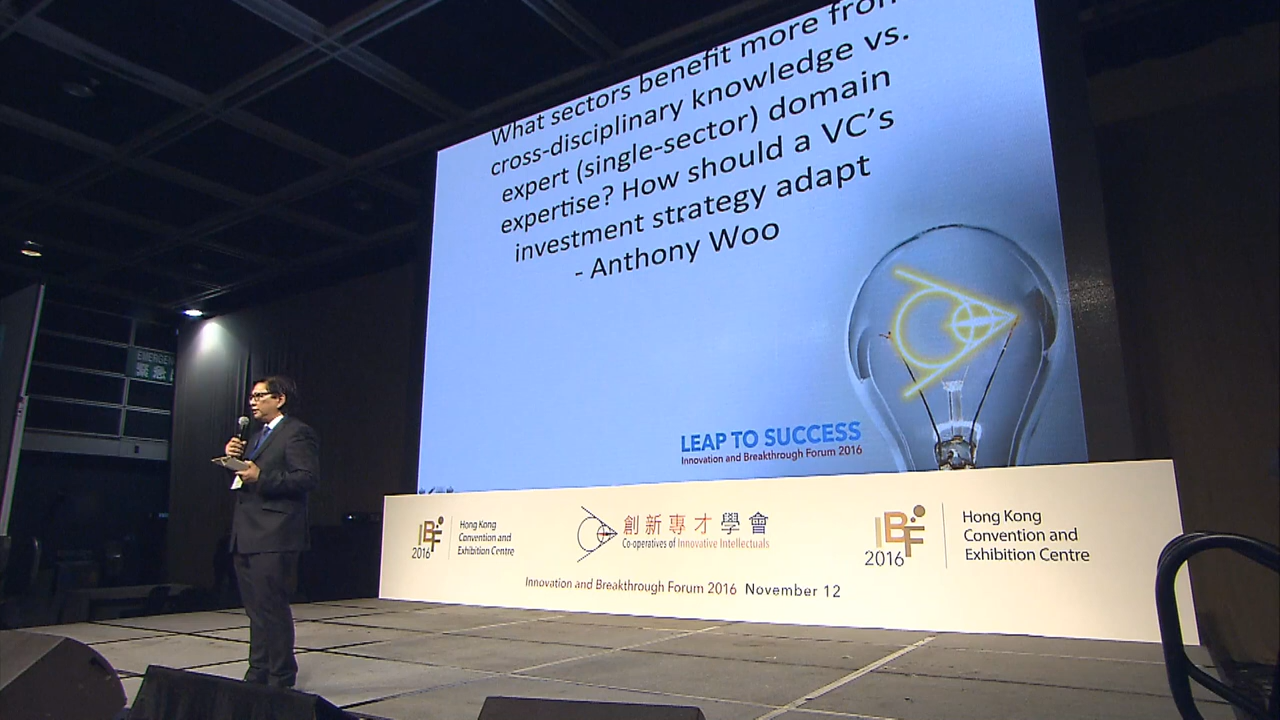 What sectors benefit more from
cross-disciplinary knowledge vs.
expert (single-sector) domain
expertise? How should a VC's
investment strategy adapt
- Anthony Woo
LEAP TO SUCCESS
Innovation and Breakthrough Forum 2016
EMERGEN
緊急
IBF
2016
Hong Kong
Convention and
Exhibition Centre
創新專才學會
Co-operatives of Innovative Intellectuals
IBF
2016
Hong Kong
Convention and
Exhibition Centre
Innovation and Breakthrough Forum 2016 November 12